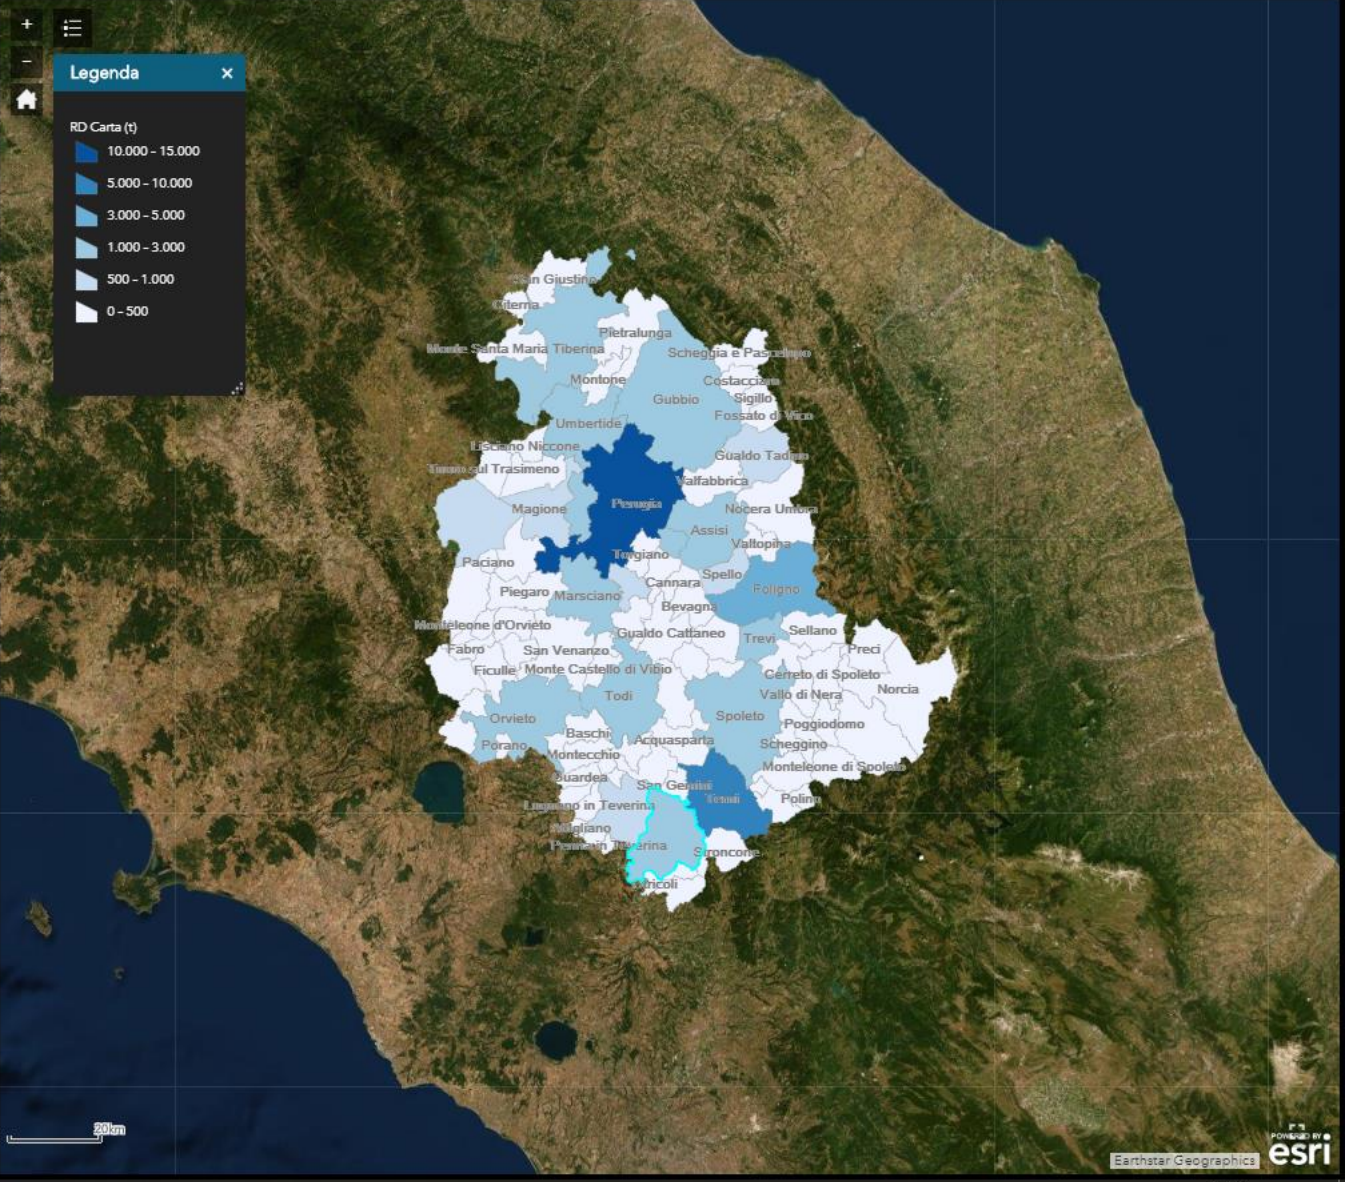 Legenda
RD Carta (t)
10.000 – 15.000
5.000 – 10.000
3.000 – 5.000
1.000 – 3.000
500 – 1.000
0 – 500
San Giustino
Citerna
Pietralunga
Monte Santa Maria Tiberina
Scheggia e Pascelupo
Montone
Costacciaro
Gubbio
Sigillo
Fossato di Vico
Umbertide
Lisciano Niccone
Gualdo Tadino
Tuoro sul Trasimeno
Valfabbrica
Perugia
Magione
Nocera Umbra
Assisi
Valtopina
Torgiano
Paciano
Spello
Cannara
Foligno
Piegaro
Marsciano
Bevagna
Monteleone d'Orvieto
Gualdo Cattaneo
Sellano
Trevi
Fabro
San Venanzo
Preci
Ficulle
Monte Castello di Vibio
Cerreto di Spoleto
Norcia
Todi
Vallo di Nera
Orvieto
Spoleto
Poggiodomo
Baschi
Acquasparta
Porano
Scheggino
Montecchio
Monteleone di Spoleto
Guardea
San Gemini
Terni
Polino
Lugnano in Teverina
Penna in Teverina
Stroncone
20km
Earthstar Geographics
POWERED BY
esri